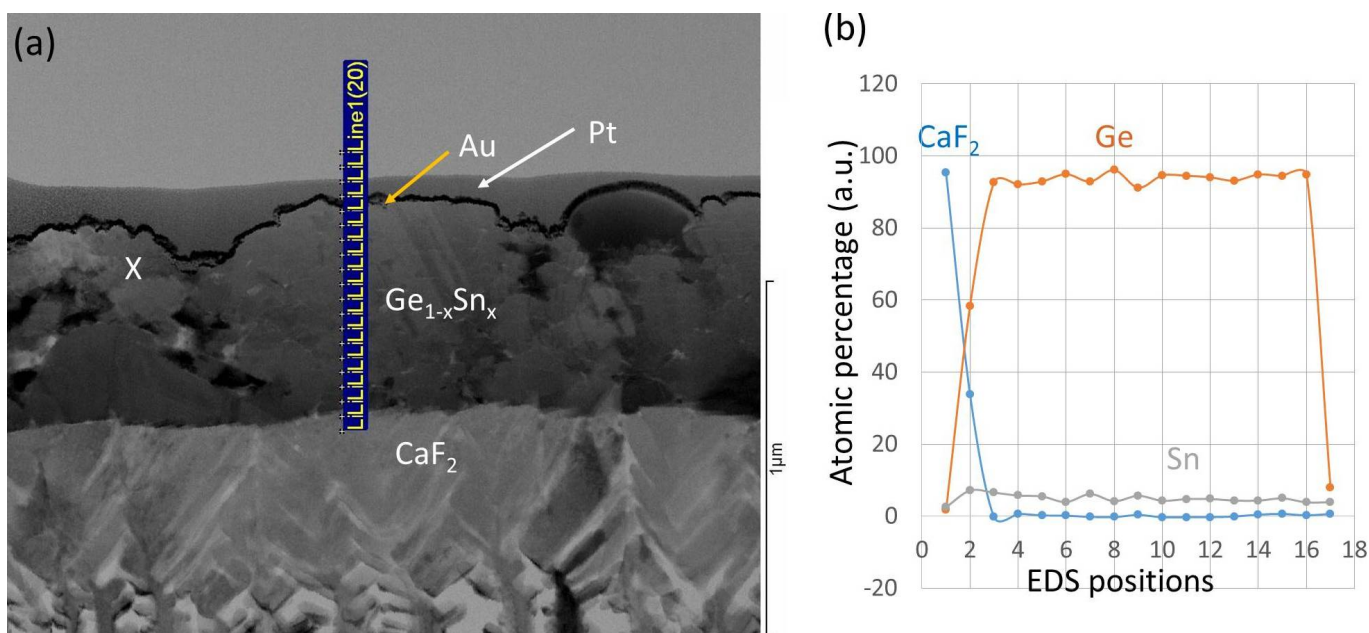 (a)
LiLiLiLiLiLiLiLiLiLiLiLiLiLiLiLiLine1(20)
Au
Pt
X
Ge₁₋ₓSnₓ
CaF₂
1µm
(b)
Atomic percentage (a.u.)
120
100
80
60
40
20
0
-20
CaF₂
Ge
Sn
0 2 4 6 8 10 12 14 16 18
EDS positions